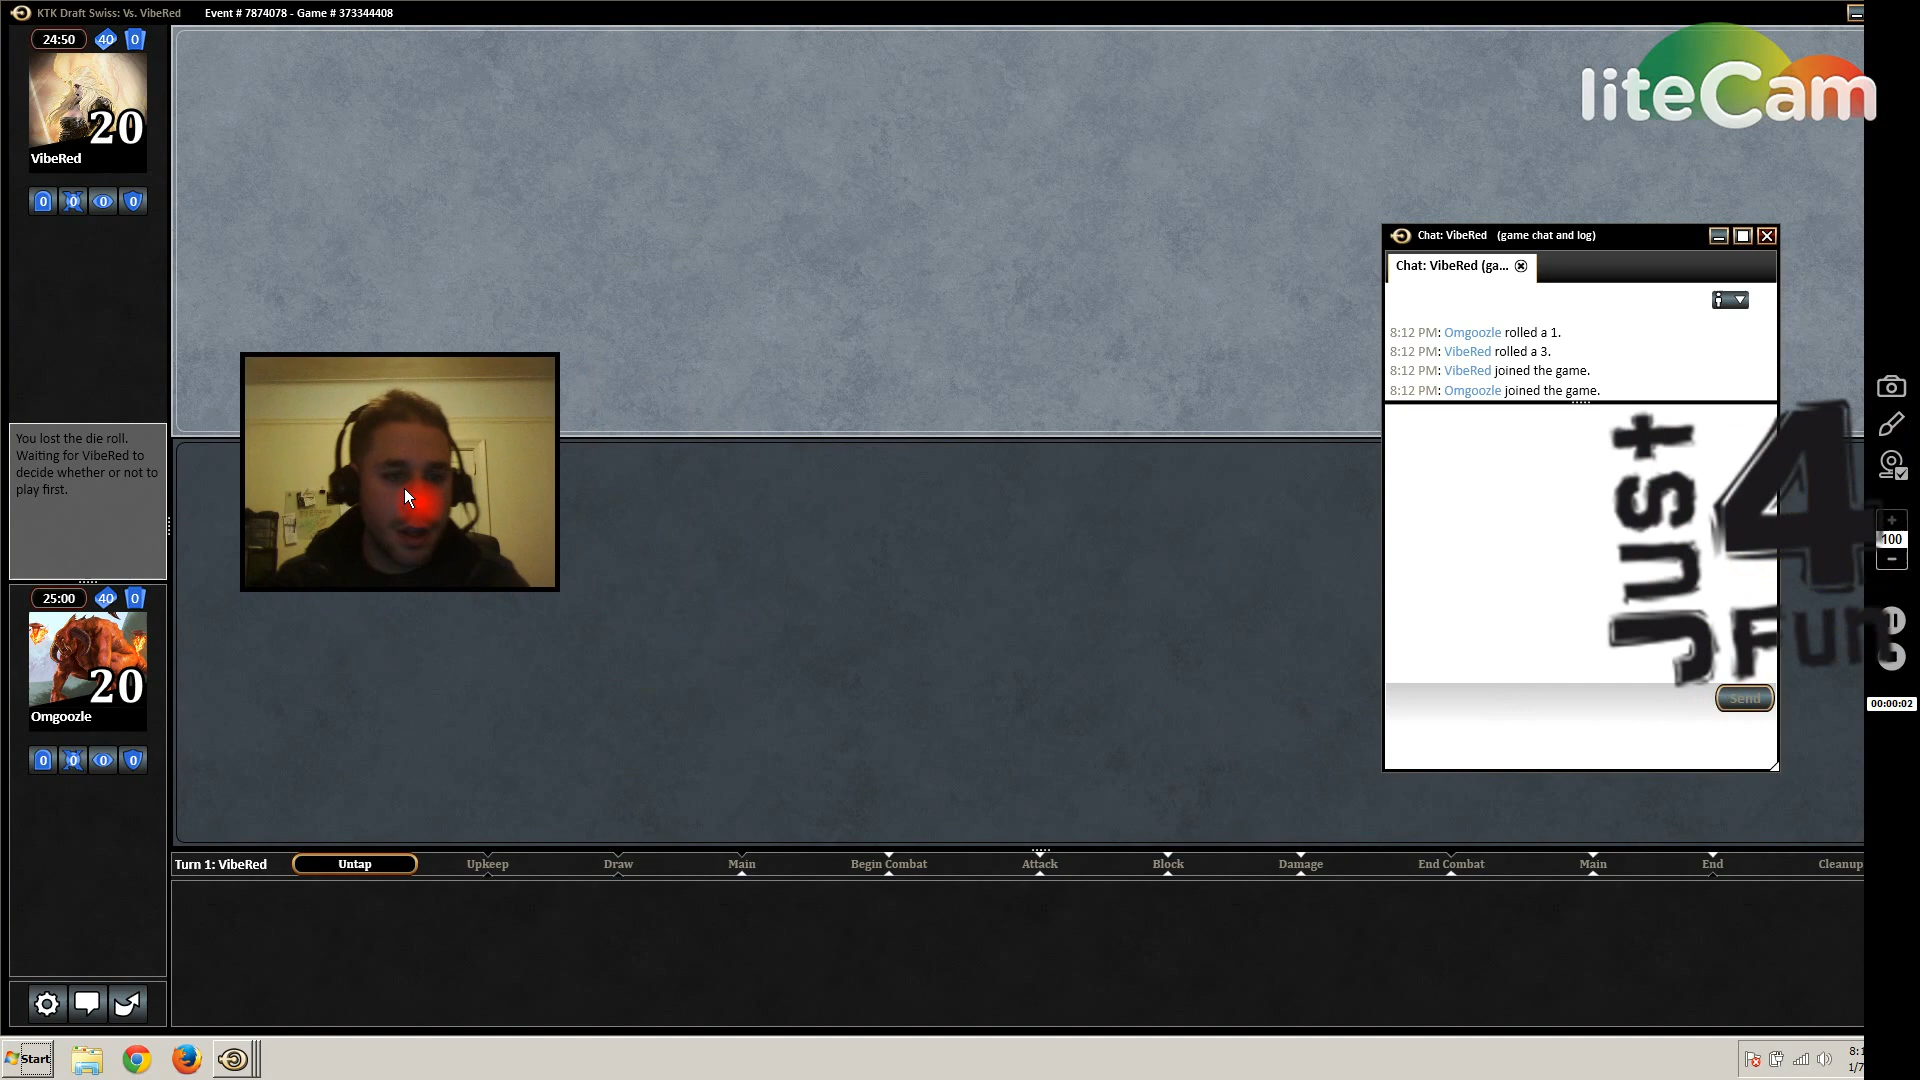 KTK Draft Swiss: Vs. VibeRed Event # 7874078 - Game # 373344408
24:50 40 0
20
VibeRed
0 0 0 0
You lost the die roll.
Waiting for VibeRed to
decide whether or not to
play first.
25:00 40 0
20
Omgoozle
0 0 0 0
liteCam
Chat: VibeRed (game chat and log)
Chat: VibeRed (ga...
8:12 PM: Omgoozle rolled a 1.
8:12 PM: VibeRed rolled a 3.
8:12 PM: VibeRed joined the game.
8:12 PM: Omgoozle joined the game.
Just
4
Fun
Send
100
00:00:02
Turn 1: VibeRed Untap Upkeep Draw Main Begin Combat Attack Block Damage End Combat Main End Cleanup
Start